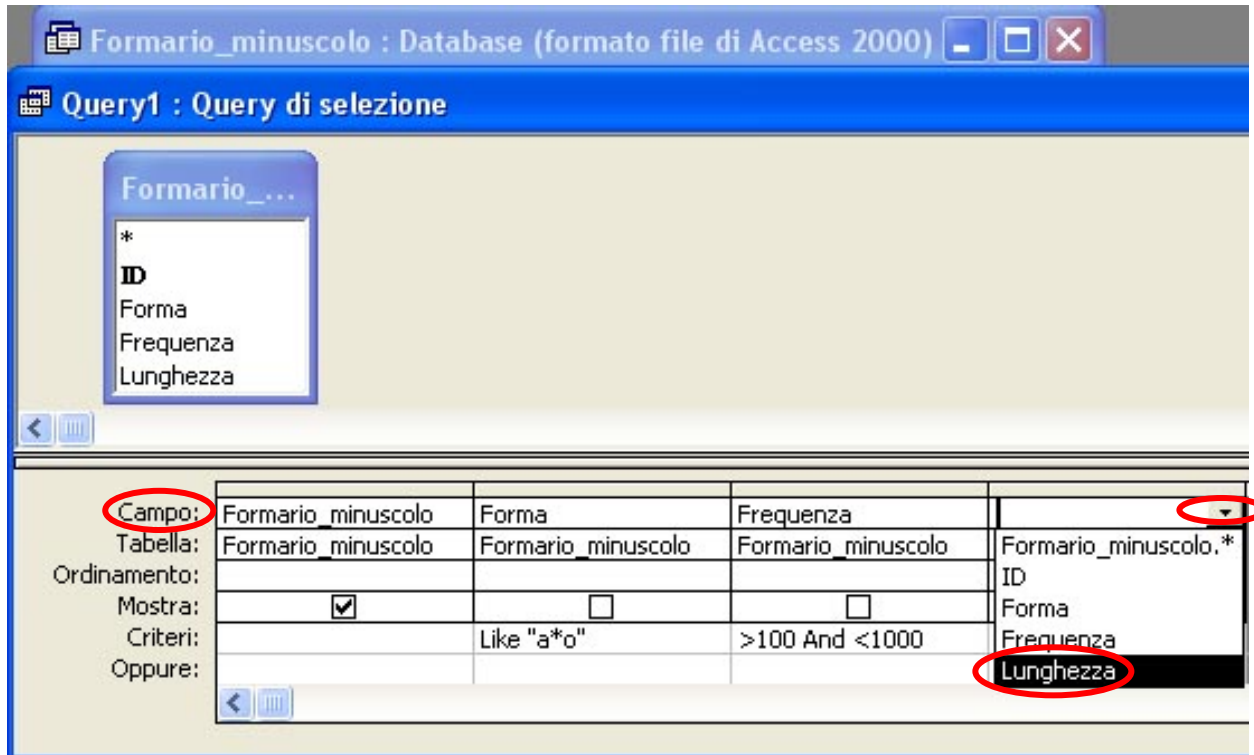 Formario_minuscolo : Database (formato file di Access 2000)
Query1 : Query di selezione
Formario_...
*
ID
Forma
Frequenza
Lunghezza
Campo: Formario_minuscolo Forma Frequenza
Tabella: Formario_minuscolo Formario_minuscolo Formario_minuscolo Formario_minuscolo.*
Ordinamento: ID
Mostra: Forma
Criteri: Like "a*o" >100 And <1000 Frequenza
Oppure: Lunghezza